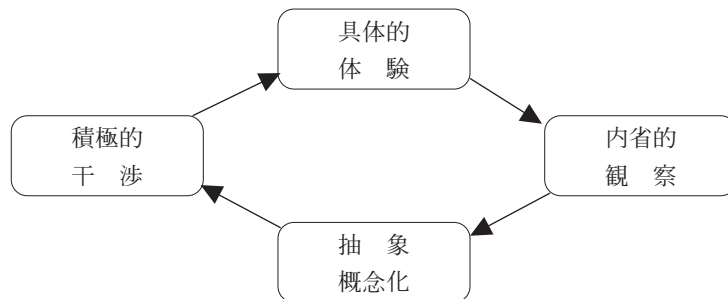 具体的
体　験
積極的
干　渉
内省的
観　察
抽　象
概念化